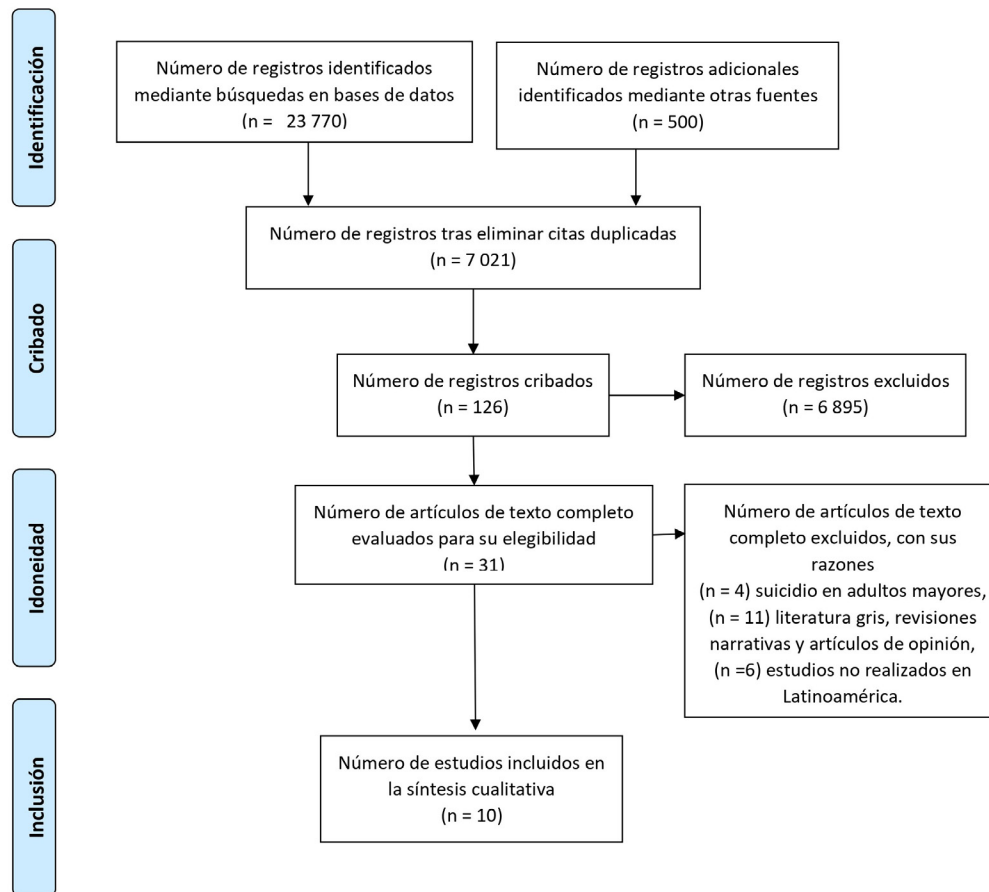 Identificación
Número de registros identificados
mediante búsquedas en bases de datos
(n = 23 770)
Número de registros adicionales
identificados mediante otras fuentes
(n = 500)
Número de registros tras eliminar citas duplicadas
(n = 7 021)
Cribado
Número de registros cribados
(n = 126)
Número de registros excluidos
(n = 6 895)
Idoneidad
Número de artículos de texto completo
evaluados para su elegibilidad
(n = 31)
Número de artículos de texto
completo excluidos, con sus
razones
(n = 4) suicidio en adultos mayores,
(n = 11) literatura gris, revisiones
narrativas y artículos de opinión,
(n =6) estudios no realizados en
Latinoamérica.
Inclusión
Número de estudios incluidos en
la síntesis cualitativa
(n = 10)